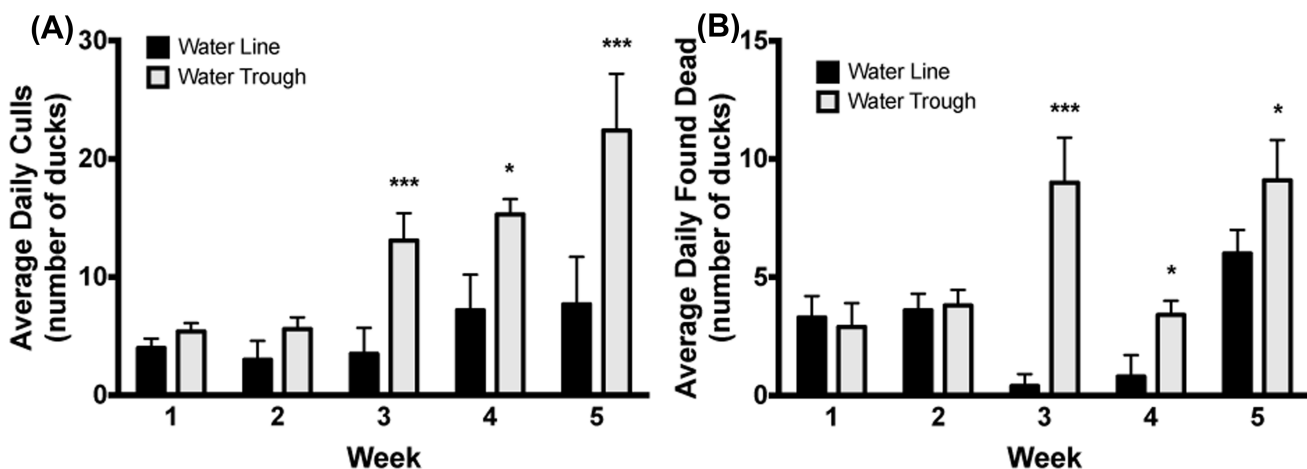 (A)
Average Daily Culls
(number of ducks)
30
20
10
0
Water Line
Water Trough
***
*
***
1 2 3 4 5
Week
(B)
Average Daily Found Dead
(number of ducks)
15
10
5
0
Water Line
Water Trough
***
*
*
1 2 3 4 5
Week